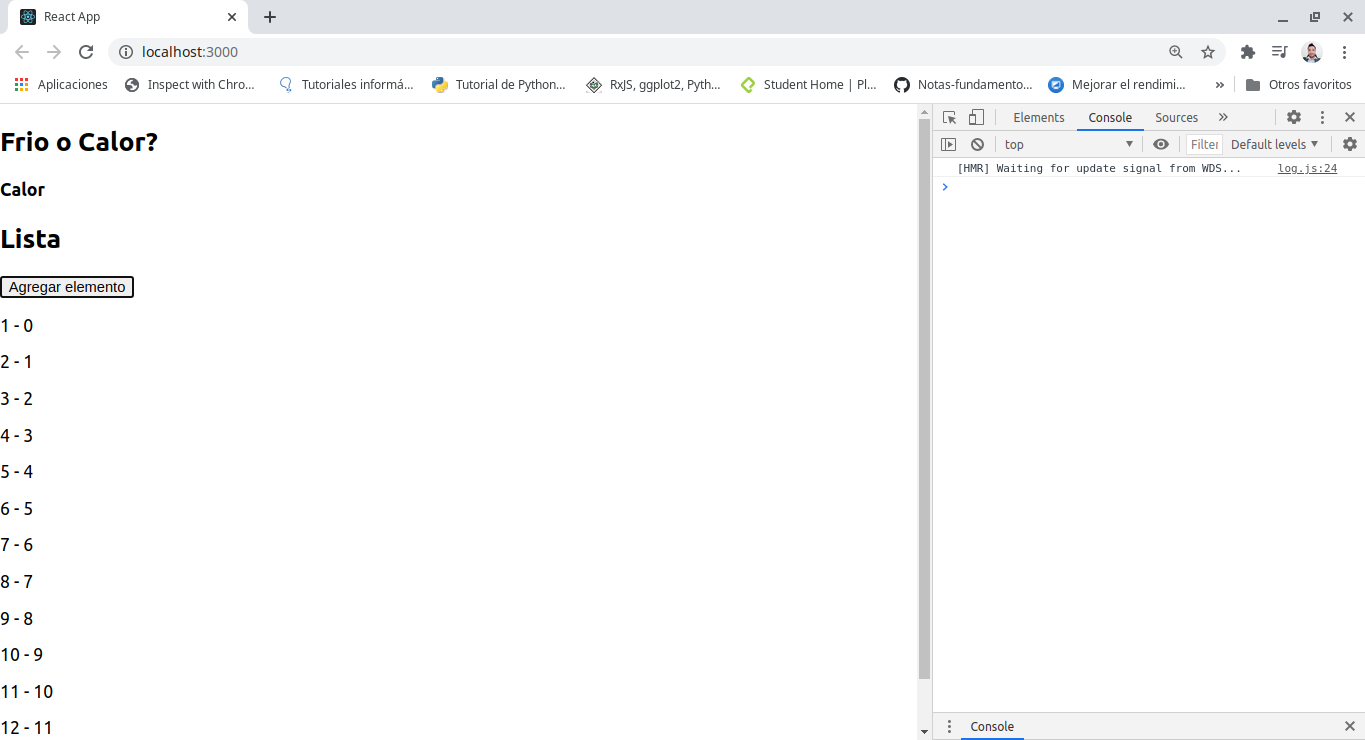 React App
localhost:3000
Aplicaciones
Inspect with Chro...
Tutoriales informá...
Tutorial de Python...
RxJS, ggplot2, Pyth...
Student Home | Pl...
Notas-fundamento...
Mejorar el rendimi...
»
Otros favoritos
Frio o Calor?
Calor
Lista
Agregar elemento
1 - 0
2 - 1
3 - 2
4 - 3
5 - 4
6 - 5
7 - 6
8 - 7
9 - 8
10 - 9
11 - 10
12 - 11
Elements
Console
Sources
»
top
Filter
Default levels
[HMR] Waiting for update signal from WDS...
log.js:24
Console